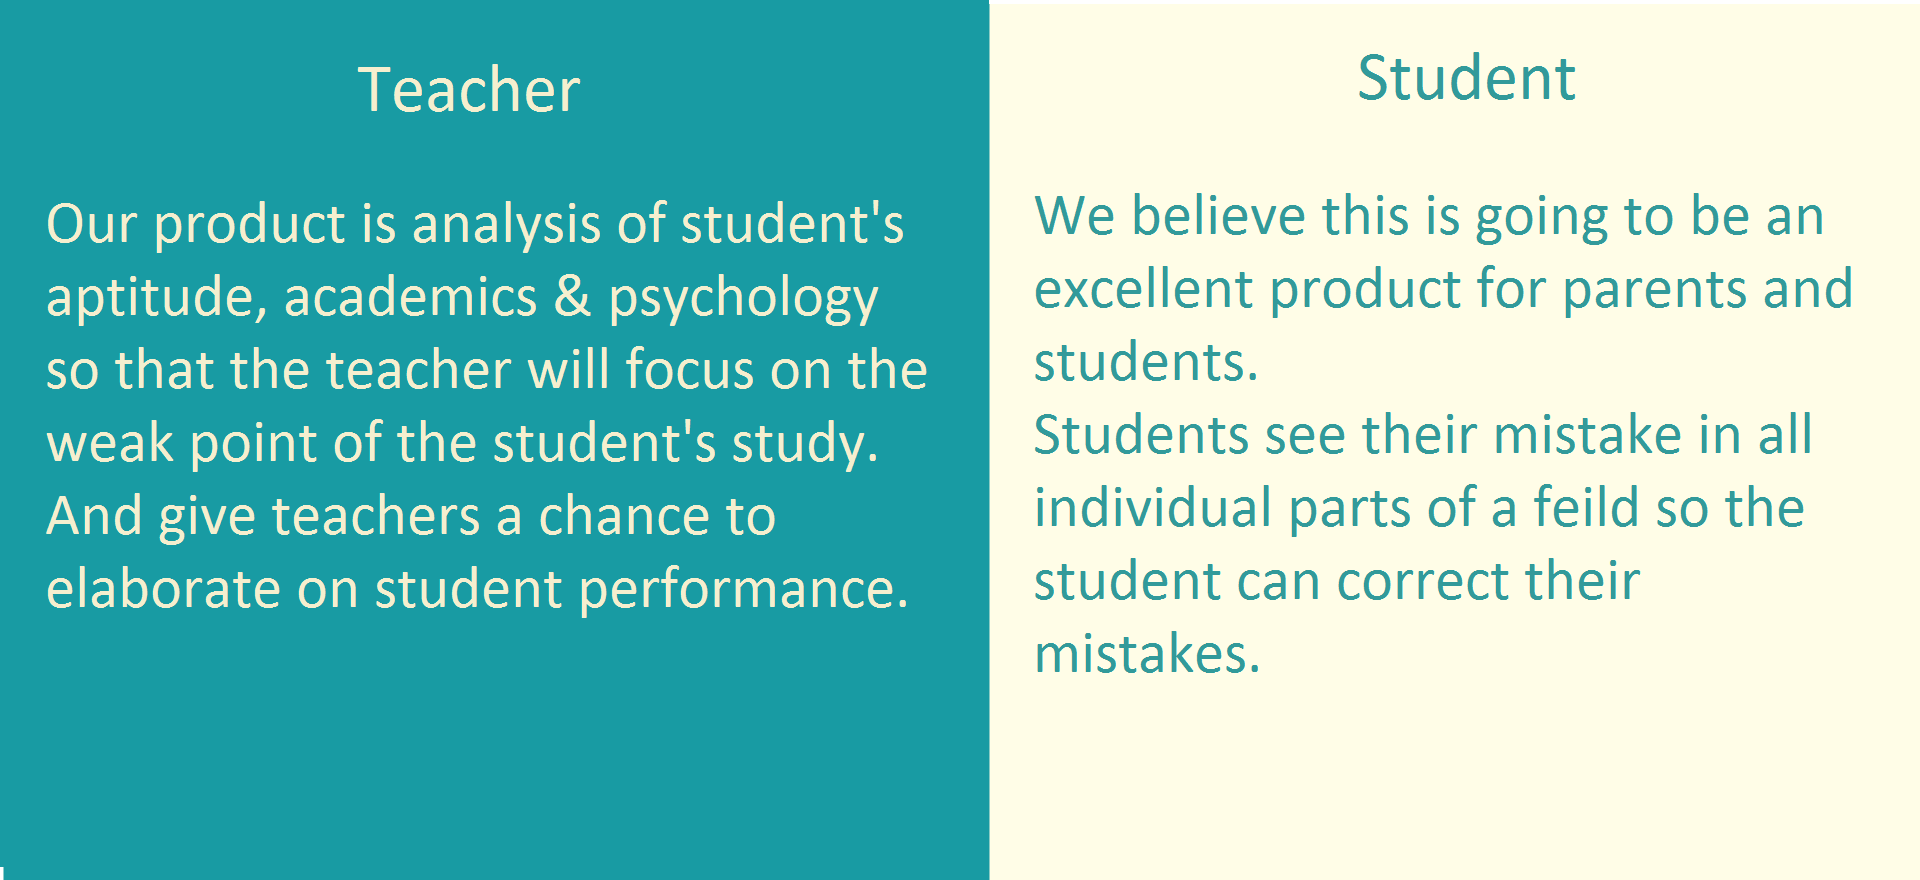 Teacher
Our product is analysis of student's
aptitude, academics & psychology
so that the teacher will focus on the
weak point of the student's study.
And give teachers a chance to
elaborate on student performance.
Student
We believe this is going to be an
excellent product for parents and
students.
Students see their mistake in all
individual parts of a feild so the
student can correct their
mistakes.